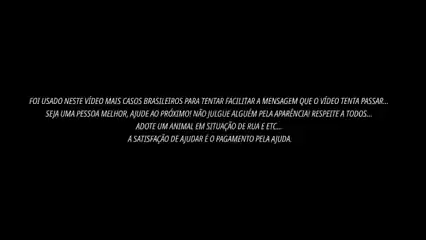 FOI USADO NESTE VÍDEO MAIS CASOS BRASILEIROS PARA TENTAR FACILITAR A MENSAGEM QUE O VÍDEO TENTA PASSAR...
SEJA UMA PESSOA MELHOR, AJUDE AO PRÓXIMO! NÃO JULGUE ALGUÉM PELA APARÊNCIA! RESPEITE A TODOS...
ADOTE UM ANIMAL EM SITUAÇÃO DE RUA E ETC...
A SATISFAÇÃO DE AJUDAR É O PAGAMENTO PELA AJUDA.